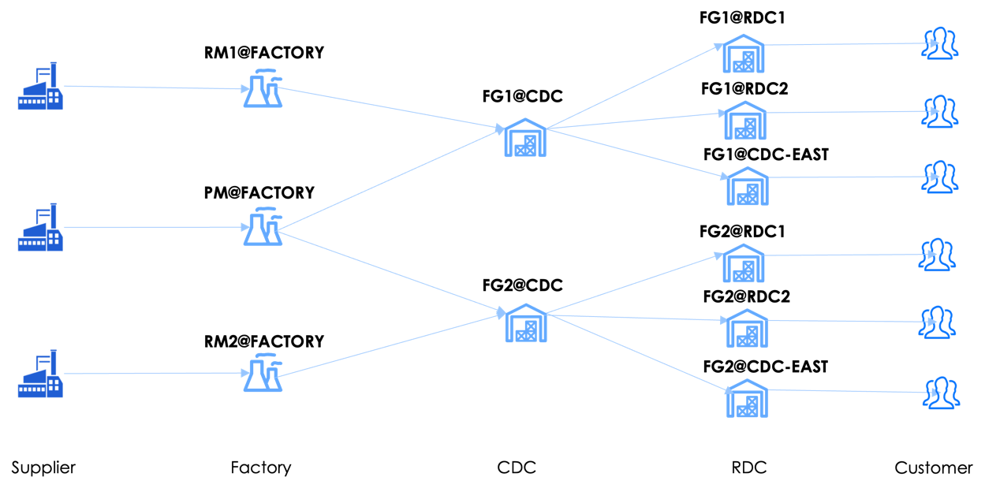 FG1@RDC1
RM1@FACTORY
FG1@RDC2
FG1@CDC
FG1@CDC-EAST
PM@FACTORY
FG2@RDC1
FG2@CDC
FG2@RDC2
RM2@FACTORY
FG2@CDC-EAST
Supplier Factory CDC RDC Customer